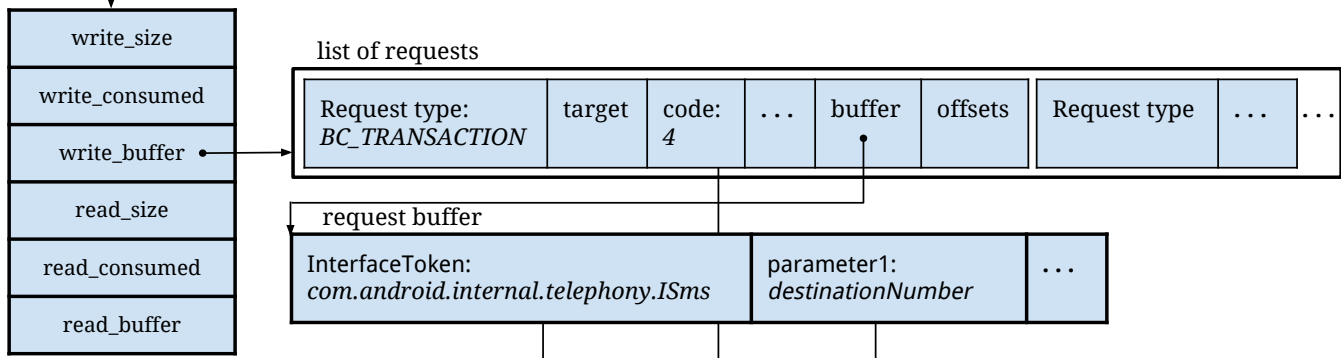 write_size
write_consumed
write_buffer
read_size
read_consumed
read_buffer
list of requests
Request type: target code: ... buffer offsets Request type ... ...
BC_TRANSACTION 4
request buffer
InterfaceToken: parameter1: ...
com.android.internal.telephony.ISms destinationNumber